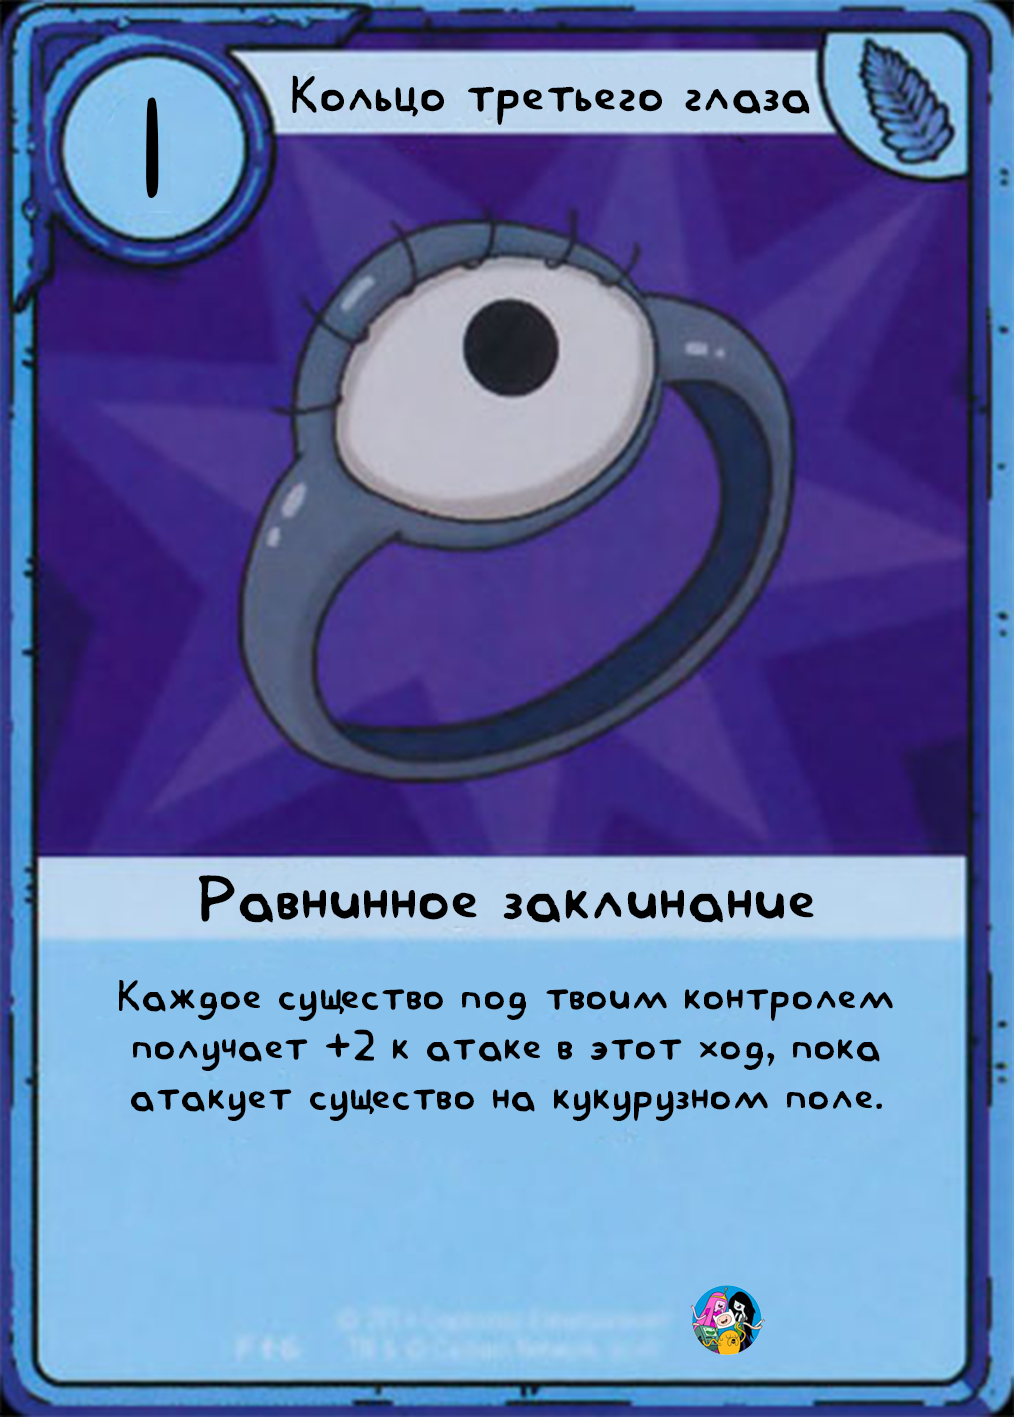 1
Кольцо третьего глаза
Равнинное заклинание
Каждое существо под твоим контролем
получает +2 к атаке в этот ход, пока
атакует существо на кукурузном поле.